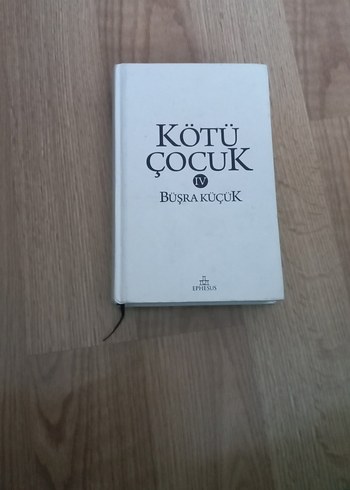 KÖTÜ
ÇOCUK
IV
BÜŞRA KÜÇÜK
EPHESUS